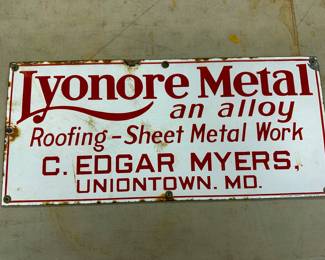 Lyonore Metal
an alloy
Roofing-Sheet Metal Work
C. EDGAR MYERS,
UNIONTOWN. MD.